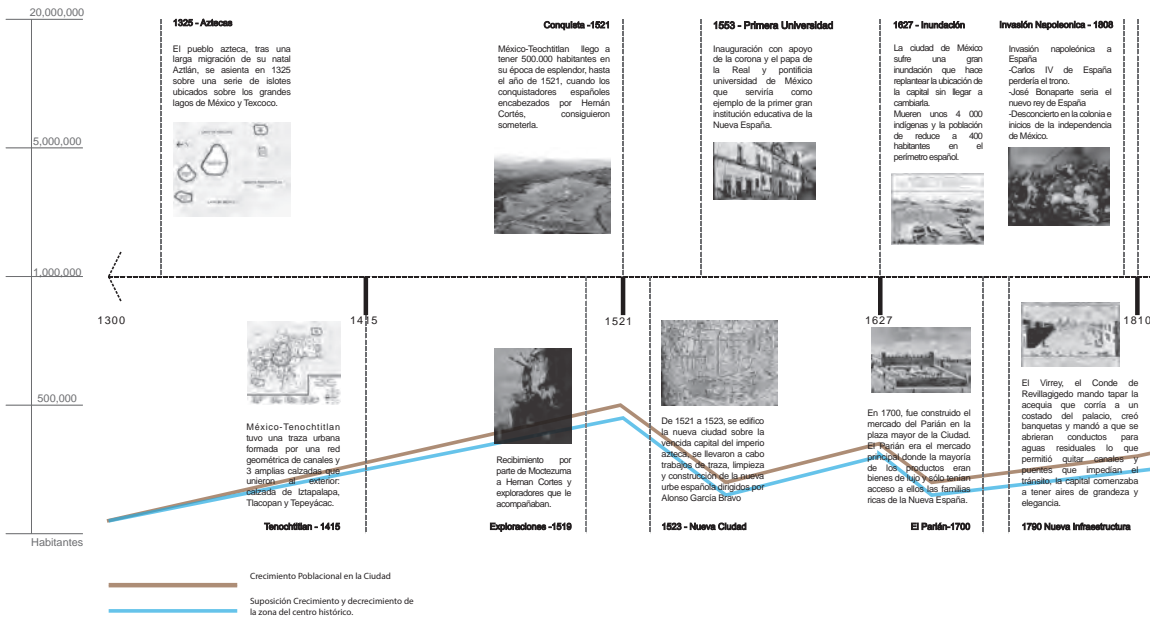 20,000,000
5,000,000
1,000,000
500,000
Habitantes
1325 - Aztecas
El pueblo azteca, tras una
larga migración de su natal
Aztlán, se asienta en 1325
sobre una serie de islotes
ubicados sobre los grandes
lagos de México y Texcoco.
Conquista -1521
México-Teochtitlan llego a
tener 500.000 habitantes en
su época de esplendor, hasta
el año de 1521, cuando los
conquistadores españoles
encabezados por Hernán
Cortés, consiguieron
someterla.
1553 - Primera Universidad
Inauguración con apoyo
de la corona y el papa de
la Real y pontificia
universidad de México
que serviría como
ejemplo de la primer gran
institución educativa de la
Nueva España.
1627 - Inundación
La ciudad de México
sufre una gran
inundación que hace
replantear la ubicación de
la capital sin llegar a
cambiarla.
Mueren unos 4 000
indígenas y la población
de reduce a 400
habitantes en el
perímetro español.
Invasión Napoleonica - 1808
Invasión napoleónica a
España
-Carlos IV de España
perdería el trono.
-José Bonaparte seria el
nuevo rey de España
-Desconcierto en la colonia e
inicios de la independencia
de México.
1300
1415
1521
1627
1810
México-Tenochtitlan
tuvo una traza urbana
formada por una red
geométrica de canales y
3 amplias calzadas que
unieron al exterior:
calzada de Iztapalapa,
Tlacopan y Tepeyácac.
Tenochtitlan - 1415
Recibimiento por
parte de Moctezuma
a Hernan Cortes y
exploradores que le
acompañaban.
Exploraciones -1519
De 1521 a 1523, se edifico
la nueva ciudad sobre la
vencida capital del imperio
azteca, se llevaron a cabo
trabajos de traza, limpieza
y construcción de la nueva
urbe española dirigidos por
Alonso García Bravo
1523 - Nueva Ciudad
En 1700, fue construido el
mercado del Parián en la
plaza mayor de la Ciudad.
El Parián era el mercado
principal donde la mayoría
de los productos eran
bienes de lujo y sólo tenían
acceso a ellos las familias
ricas de la Nueva España.
El Parián-1700
El Virrey, el Conde de
Revillagigedo mando tapar la
acequia que corría a un
costado del palacio, creó
banquetas y mandó a que se
abrieran conductos para
aguas residuales lo que
permitió quitar canales y
puentes que impedían el
tránsito, la capital comenzaba
a tener aires de grandeza y
elegancia.
1790 Nueva Infraestructura
Crecimiento Poblacional en la Ciudad
Suposición Crecimiento y decrecimiento de
la zona del centro histórico.